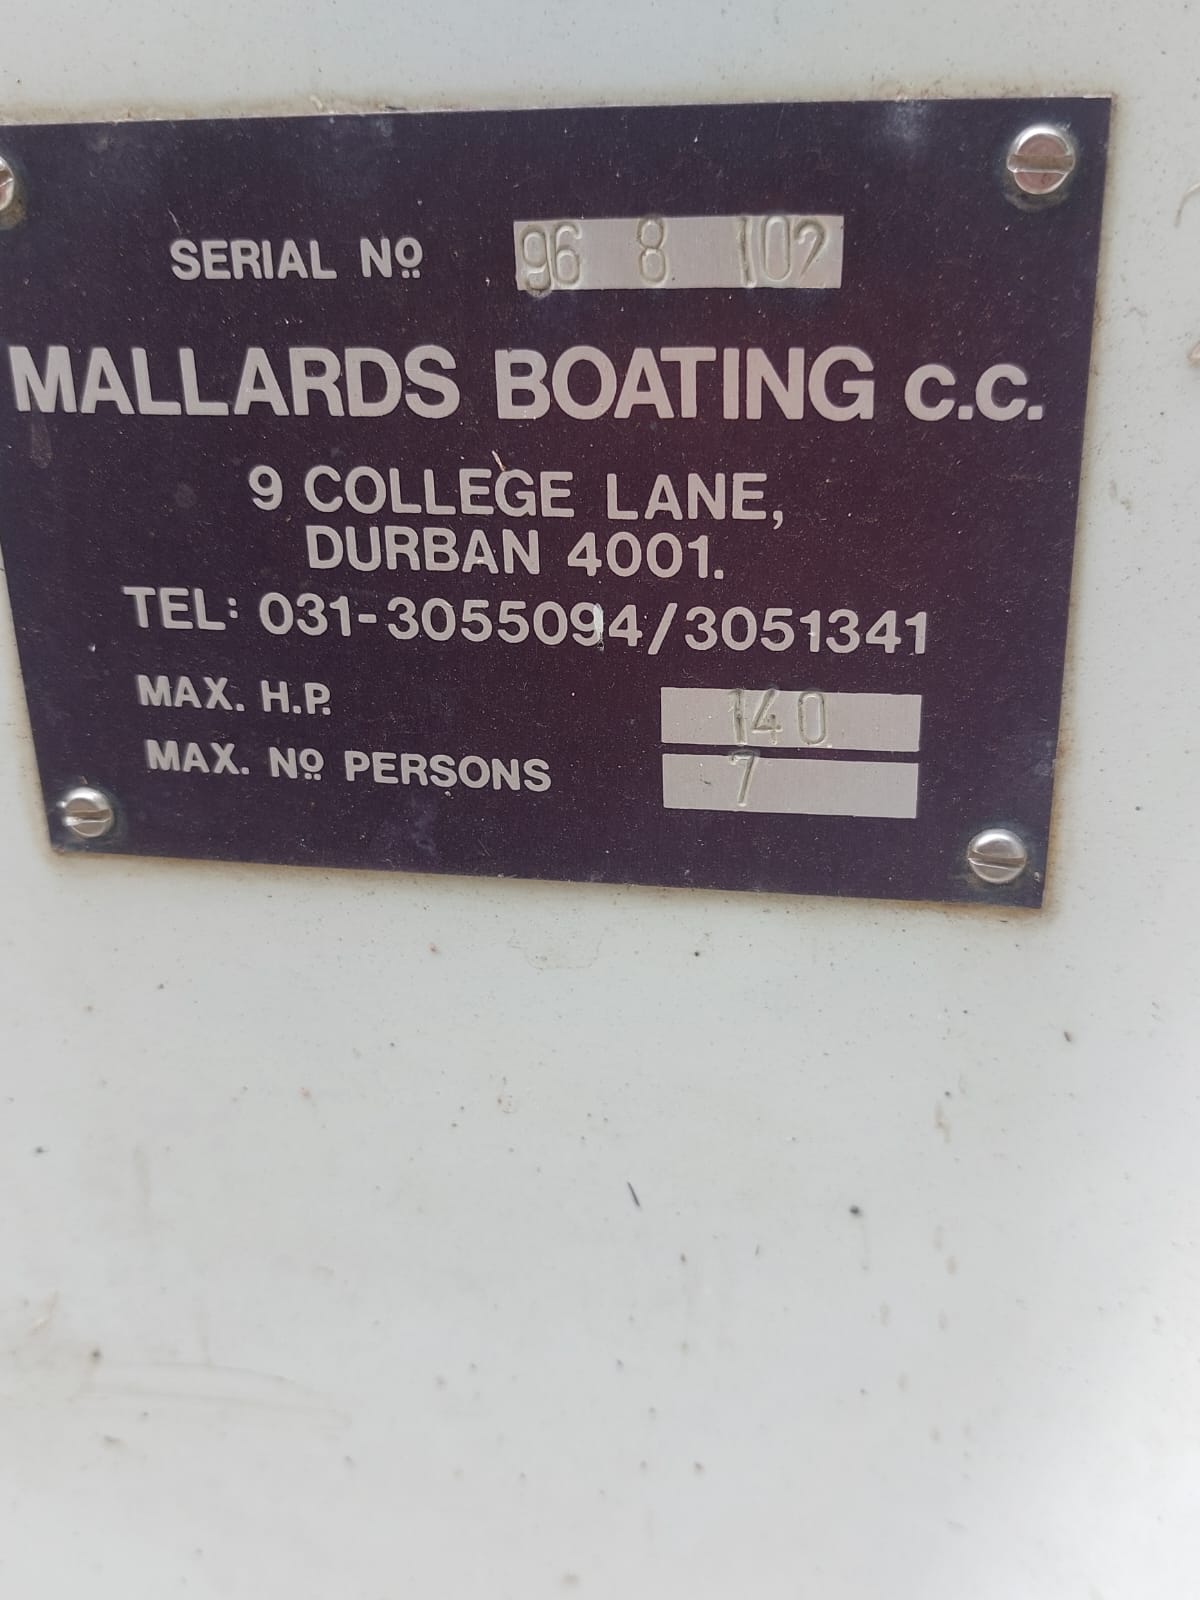 SERIAL Nº 96 8 102
MALLARDS BOATING C.C.
9 COLLEGE LANE,
DURBAN 4001.
TEL: 031-3055094/3051341
MAX. H.P. 140
MAX. Nº PERSONS 7